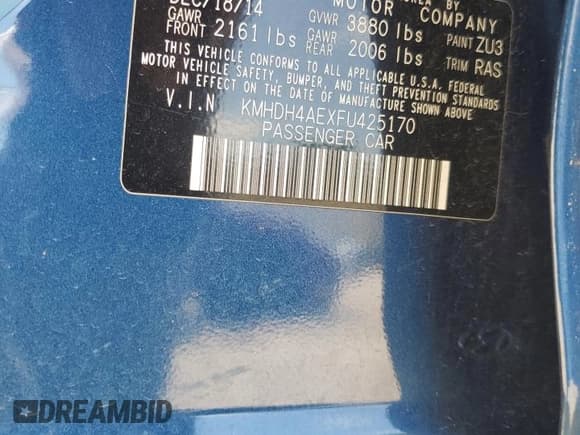 DEC/18/14 MOTOR COMPANY
GAWR FRONT 2161 lbs GVWR 3880 lbs PAINT ZU3
GAWR REAR 2006 lbs TRIM RAS
THIS VEHICLE CONFORMS TO ALL APPLICABLE U.S.A. FEDERAL
MOTOR VEHICLE SAFETY, BUMPER, AND THEFT PREVENTION STANDARDS
IN EFFECT ON THE DATE OF MANUFACTURE SHOWN ABOVE
V.I.N KMHDH4AEXFU425170
PASSENGER CAR
DREAMBID